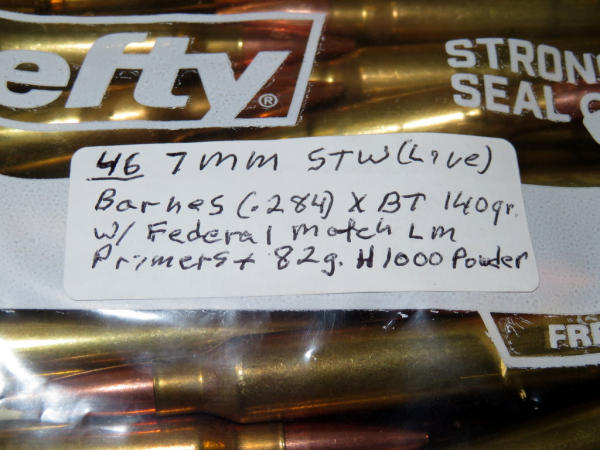 efty®
STRON
SEAL
46 7mm STW (Live)
Barnes (.284) X BT 140gr.
w/ Federal Match Lm
Primers + 82g. H1000 Powder
FRE